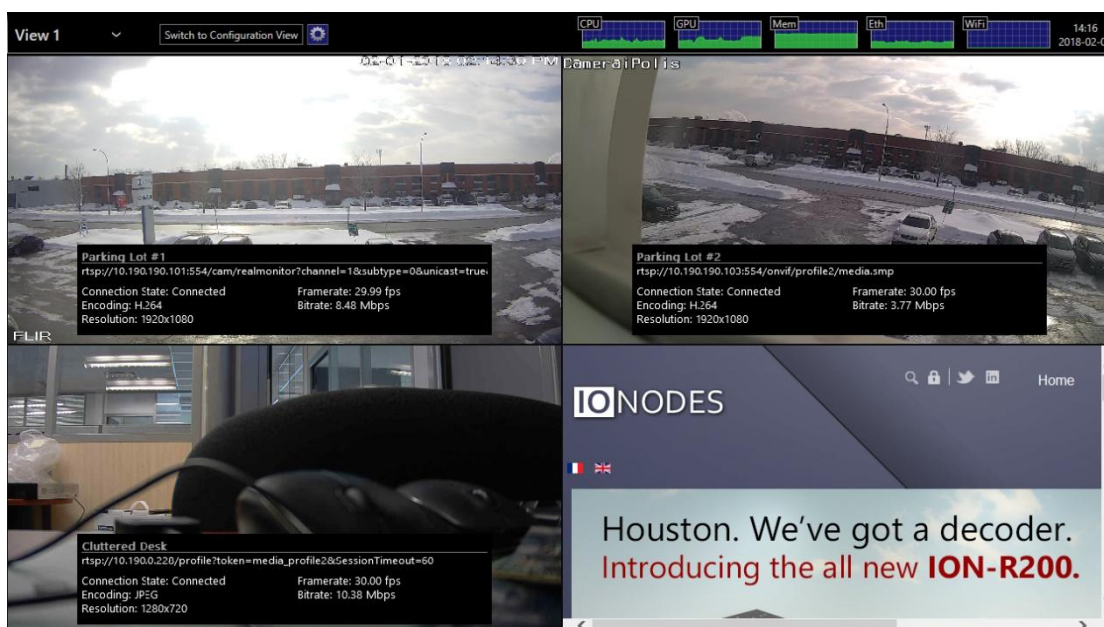 View 1
Switch to Configuration View
CPU
GPU
Mem
Eth
WiFi
14:16
2018-02-0
CameraiPolis
Parking Lot #1
rtsp://10.190.190.101:554/cam/realmonitor?channel=1&subtype=0&unicast=true&
Connection State: Connected Framerate: 29.99 fps
Encoding: H.264 Bitrate: 8.48 Mbps
Resolution: 1920x1080
FLIR
Parking Lot #2
rtsp://10.190.190.103:554/onvif/profile2/media.smp
Connection State: Connected Framerate: 30.00 fps
Encoding: H.264 Bitrate: 3.77 Mbps
Resolution: 1920x1080
Cluttered Desk
rtsp://10.190.0.228/profile?token=media_profile2&SessionTimeout=60
Connection State: Connected Framerate: 30.00 fps
Encoding: JPEG Bitrate: 10.38 Mbps
Resolution: 1280x720
Home
IONODES
Houston. We've got a decoder.
Introducing the all new ION-R200.